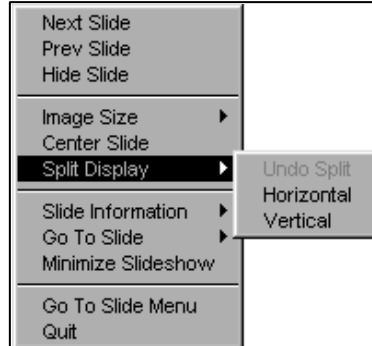 Next Slide
Prev Slide
Hide Slide
Image Size
Center Slide
Split Display
Undo Split
Horizontal
Vertical
Slide Information
Go To Slide
Minimize Slideshow
Go To Slide Menu
Quit